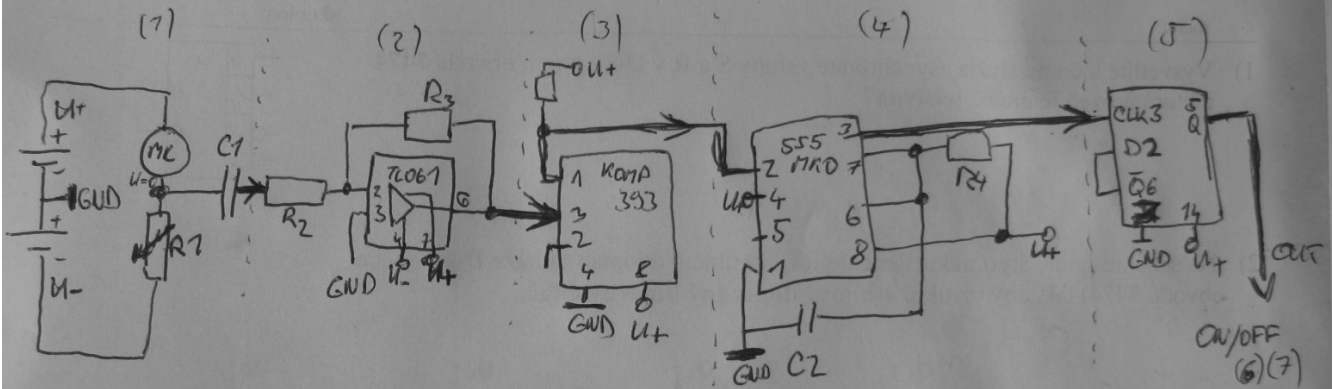 (1)
(2)
(3)
(4)
(5)
U+
+
-
MK
U=0
GND
+
-
U-
R1
C1
R2
R3
TL061
2
3
4
7
6
GND
U-
U+
U+
1
KOMP
393
3
2
4
8
GND
U+
555
MKO
2
4
5
1
3
7
6
8
U+
R4
U+
GND
C2
CLK3
D2
Q6
5
Q
14
GND
U+
OUT
ON/OFF
(6)(7)